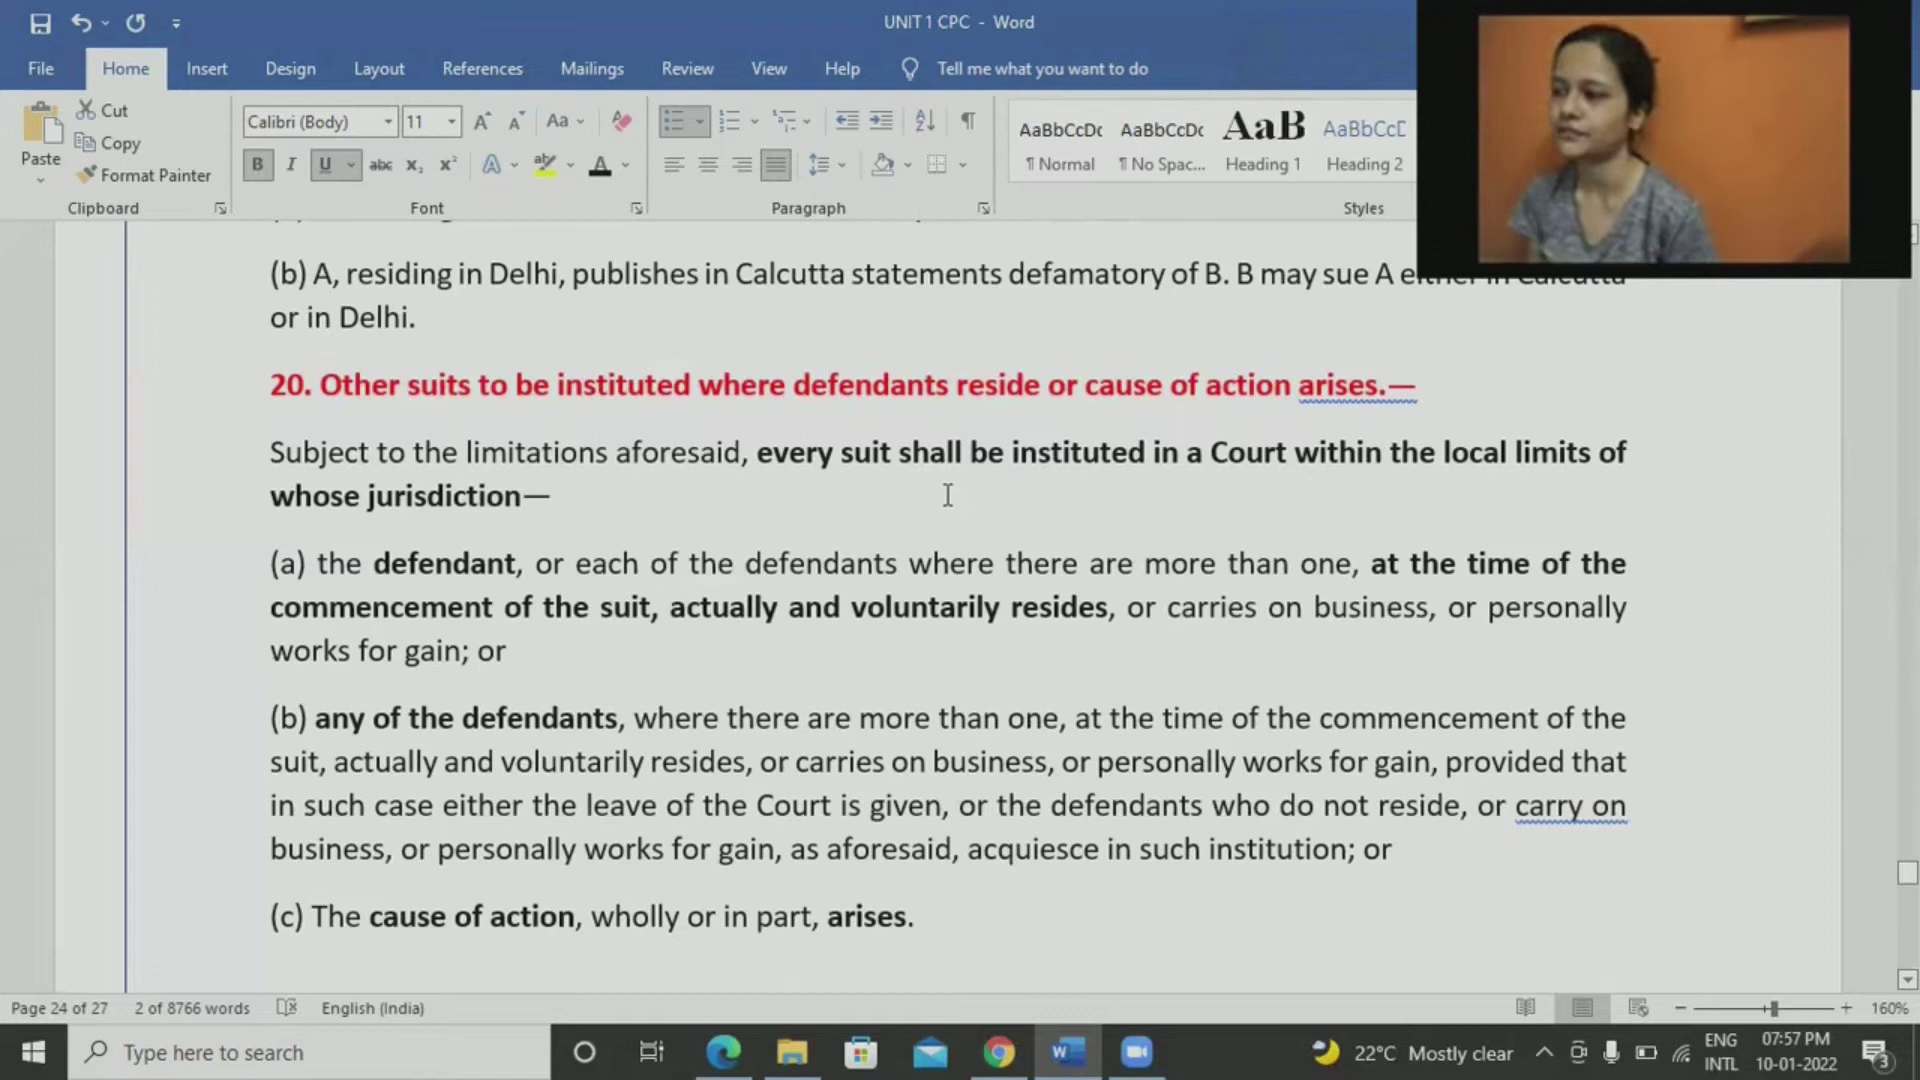 UNIT 1 CPC - Word
File Home Insert Design Layout References Mailings Review View Help Tell me what you want to do
Cut
Copy
Paste
Format Painter
Calibri (Body) 11 Aa
B I U abc x₂ x² A ab A
AaBbCcDc AaBbCcDc AaB AaBbCcE
¶ Normal ¶ No Spac... Heading 1 Heading 2
Clipboard Font Paragraph Styles
(b) A, residing in Delhi, publishes in Calcutta statements defamatory of B. B may sue A either in Calcutta
or in Delhi.
20. Other suits to be instituted where defendants reside or cause of action arises.—
Subject to the limitations aforesaid, every suit shall be instituted in a Court within the local limits of
whose jurisdiction—
(a) the defendant, or each of the defendants where there are more than one, at the time of the
commencement of the suit, actually and voluntarily resides, or carries on business, or personally
works for gain; or
(b) any of the defendants, where there are more than one, at the time of the commencement of the
suit, actually and voluntarily resides, or carries on business, or personally works for gain, provided that
in such case either the leave of the Court is given, or the defendants who do not reside, or carry on
business, or personally works for gain, as aforesaid, acquiesce in such institution; or
(c) The cause of action, wholly or in part, arises.
Page 24 of 27 2 of 8766 words English (India) 160%
Type here to search
22°C Mostly clear
ENG
INTL
07:57 PM
10-01-2022
3